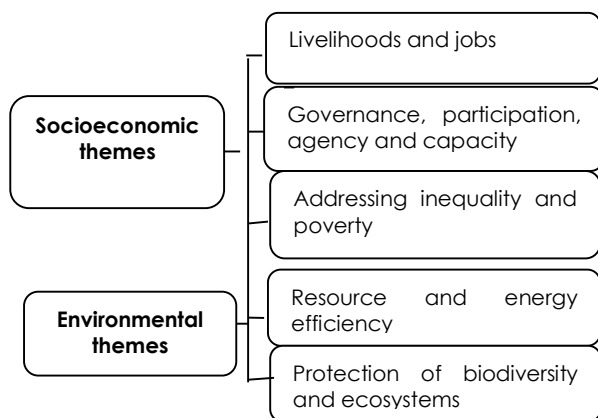 Socioeconomic
themes
Livelihoods and jobs
Governance, participation,
agency and capacity
Addressing inequality and
poverty
Environmental
themes
Resource and energy
efficiency
Protection of biodiversity
and ecosystems